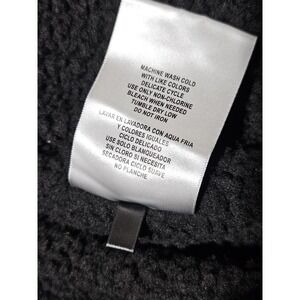 MACHINE WASH COLD
WITH LIKE COLORS
DELICATE CYCLE
USE ONLY NON-CHLORINE
BLEACH WHEN NEEDED
TUMBLE DRY LOW
DO NOT IRON
LAVAR EN LAVADORA CON AQUA FRIA
Y COLORES IGUALES
CICLO DELICADO
USE SOLO BLANQUEADOR
SIN CLORO SI NECESITA
SECADORA CICLO SUAVE
NO PLANCHE